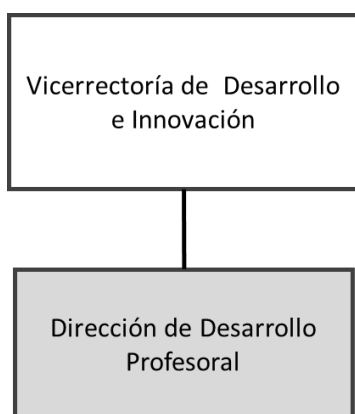 Vicerrectoría de Desarrollo
e Innovación
Dirección de Desarrollo
Profesoral